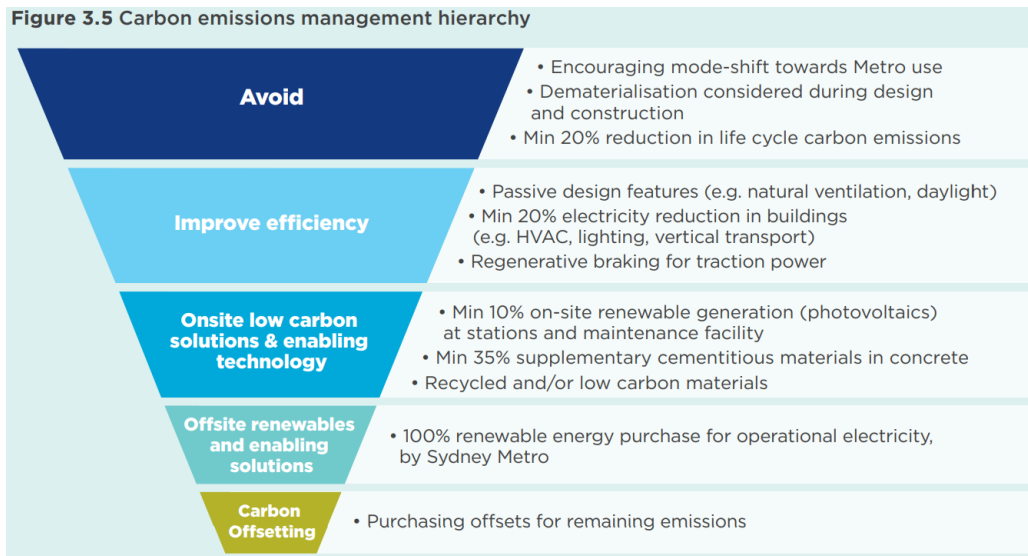 Figure 3.5 Carbon emissions management hierarchy
Avoid
• Encouraging mode-shift towards Metro use
• Dematerialisation considered during design
and construction
• Min 20% reduction in life cycle carbon emissions
Improve efficiency
• Passive design features (e.g. natural ventilation, daylight)
• Min 20% electricity reduction in buildings
(e.g. HVAC, lighting, vertical transport)
• Regenerative braking for traction power
Onsite low carbon
solutions & enabling
technology
• Min 10% on-site renewable generation (photovoltaics)
at stations and maintenance facility
• Min 35% supplementary cementitious materials in concrete
• Recycled and/or low carbon materials
Offsite renewables
and enabling
solutions
• 100% renewable energy purchase for operational electricity,
by Sydney Metro
Carbon
Offsetting
• Purchasing offsets for remaining emissions